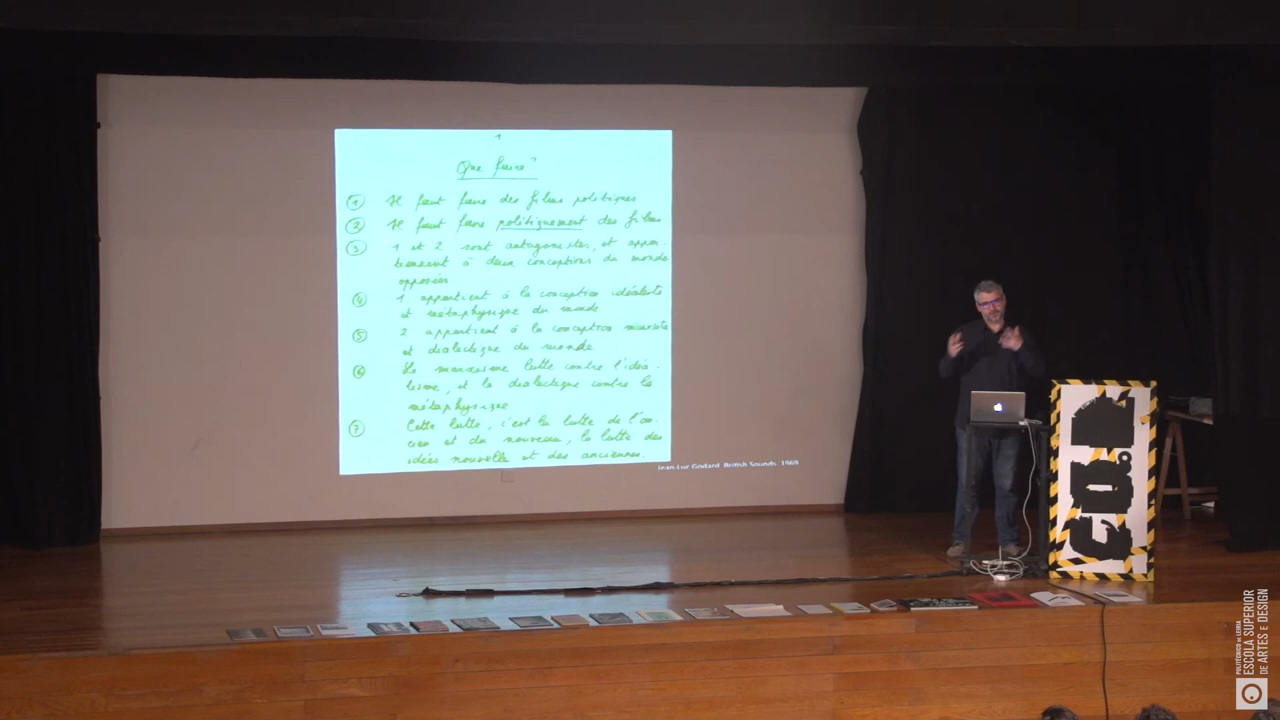 1
Que faire?
① Il faut faire des films politiques
② Il faut faire politiquement des films
③ 1 et 2 sont antagonistes, et appar-
tiennent à deux conceptions du monde
opposées
④ 1 appartient à la conception idéaliste
et métaphysique du monde
⑤ 2 appartient à la conception marxiste
et dialectique du monde
⑥ Le marxisme lutte contre l'idéa-
lisme, et la dialectique contre la
métaphysique
⑦ Cette lutte, c'est la lutte de l'an-
cien et du nouveau, la lutte des
idées nouvelles et des anciennes.
Jean-Luc Godard, British Sounds, 1969
POLITÉCNICO DE LEIRIA
ESCOLA SUPERIOR
DE ARTES E DESIGN